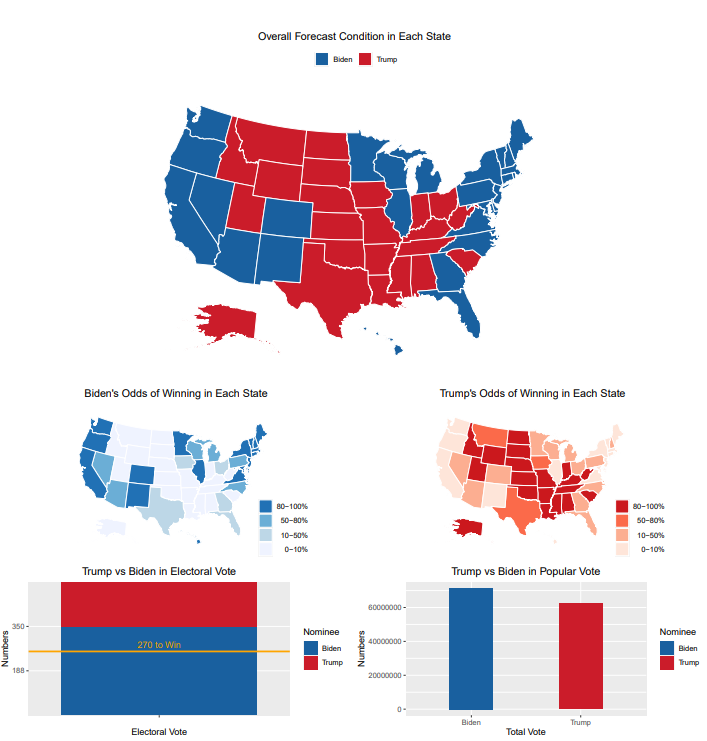 Overall Forecast Condition in Each State
Biden Trump
Biden's Odds of Winning in Each State
80−100%
50−80%
10−50%
0−10%
Trump's Odds of Winning in Each State
80−100%
50−80%
10−50%
0−10%
Trump vs Biden in Electoral Vote
Numbers
350
188
270 to Win
Electoral Vote
Nominee
Biden
Trump
Trump vs Biden in Popular Vote
Numbers
60000000
40000000
20000000
0
Biden Trump
Total Vote
Nominee
Biden
Trump